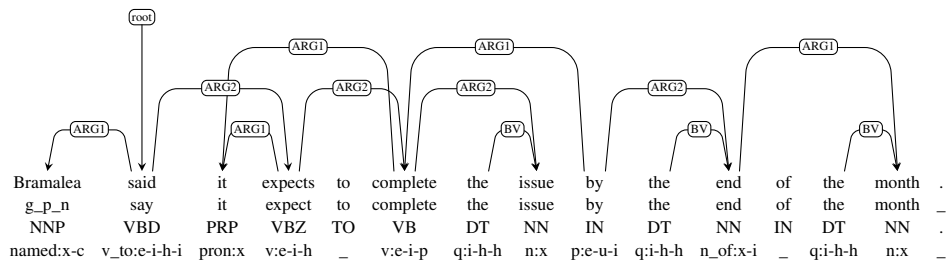 root
ARG1 ARG1 ARG1
ARG2 ARG2 ARG2 ARG2
ARG1 ARG1 BV BV BV
Bramalea said it expects to complete the issue by the end of the month .
g_p_n say it expect to complete the issue by the end of the month _
NNP VBD PRP VBZ TO VB DT NN IN DT NN IN DT NN .
named:x-c v_to:e-i-h-i pron:x v:e-i-h _ v:e-i-p q:i-h-h n:x p:e-u-i q:i-h-h n_of:x-i _ q:i-h-h n:x _